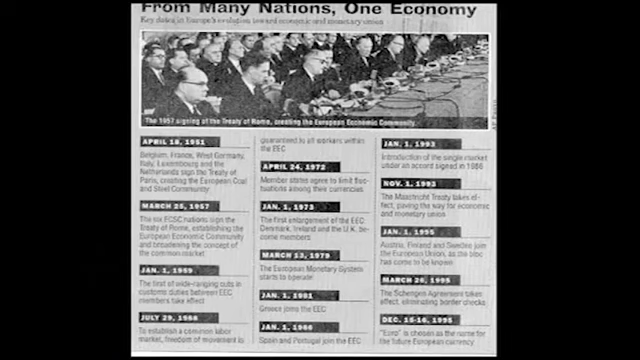 From Many Nations, One Economy
Key dates in Europe's evolution toward economic and monetary union
The 1957 signing of the Treaty of Rome, creating the European Economic Community.
AP Photo
APRIL 18, 1951
Belgium, France, West Germany,
Italy, Luxembourg and the
Netherlands sign the Treaty of
Paris, creating the European Coal
and Steel Community
MARCH 25, 1957
The six ECSC nations sign the
Treaty of Rome, establishing the
European Economic Community
and broadening the concept of
the common market
JAN. 1, 1959
The first of wide-ranging cuts in
customs duties between EEC
members take effect
JULY 29, 1968
To establish a common labor
market, freedom of movement is
guaranteed to all workers within
the EEC
APRIL 24, 1972
Member states agree to limit fluc-
tuations among their currencies
JAN. 1, 1973
The first enlargement of the EEC
Denmark, Ireland and the U.K. be-
come members
MARCH 13, 1979
The European Monetary System
starts to operate
JAN. 1, 1981
Greece joins the EEC
JAN. 1, 1986
Spain and Portugal join the EEC
JAN. 1, 1993
Introduction of the single market
under an accord signed in 1986
NOV. 1, 1993
The Maastricht Treaty takes ef-
fect, paving the way for economic
and monetary union
JAN. 1, 1995
Austria, Finland and Sweden join
the European Union, as the bloc
has come to be known
MARCH 26, 1995
The Schengen Agreement takes
effect, eliminating border checks
DEC. 15-16, 1995
"Euro" is chosen as the name for
the future European currency